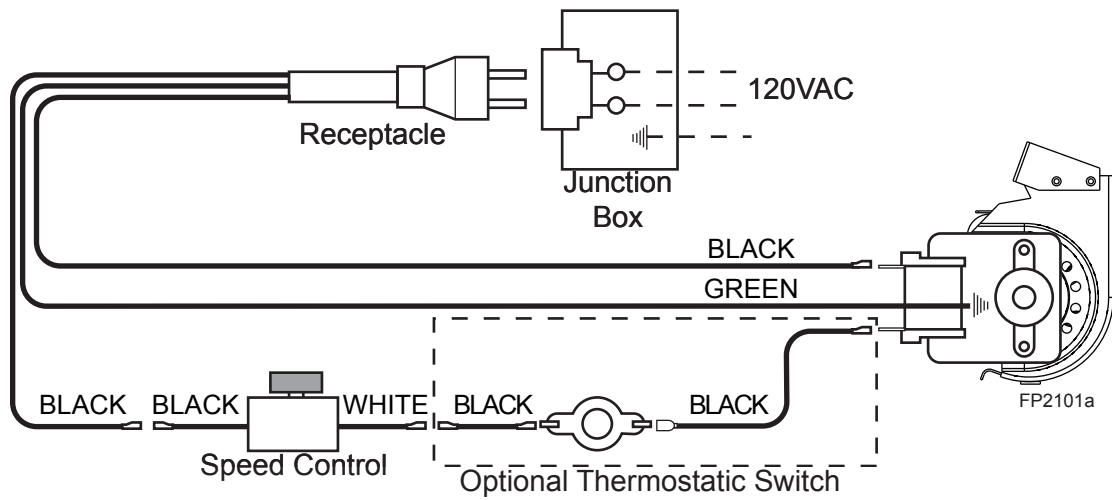 120VAC
Receptacle
Junction
Box
BLACK
GREEN
FP2101a
BLACK BLACK WHITE BLACK BLACK
Speed Control
Optional Thermostatic Switch